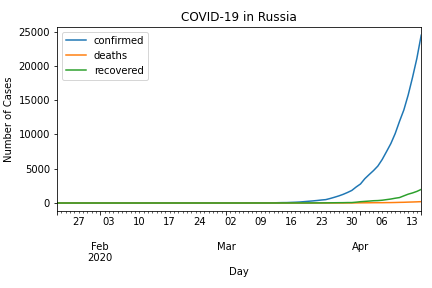 COVID-19 in Russia
confirmed
deaths
recovered
25000
20000
15000
10000
5000
0
Number of Cases
27 03 10 17 24 02 09 16 23 30 06 13
Feb Mar Apr
2020
Day